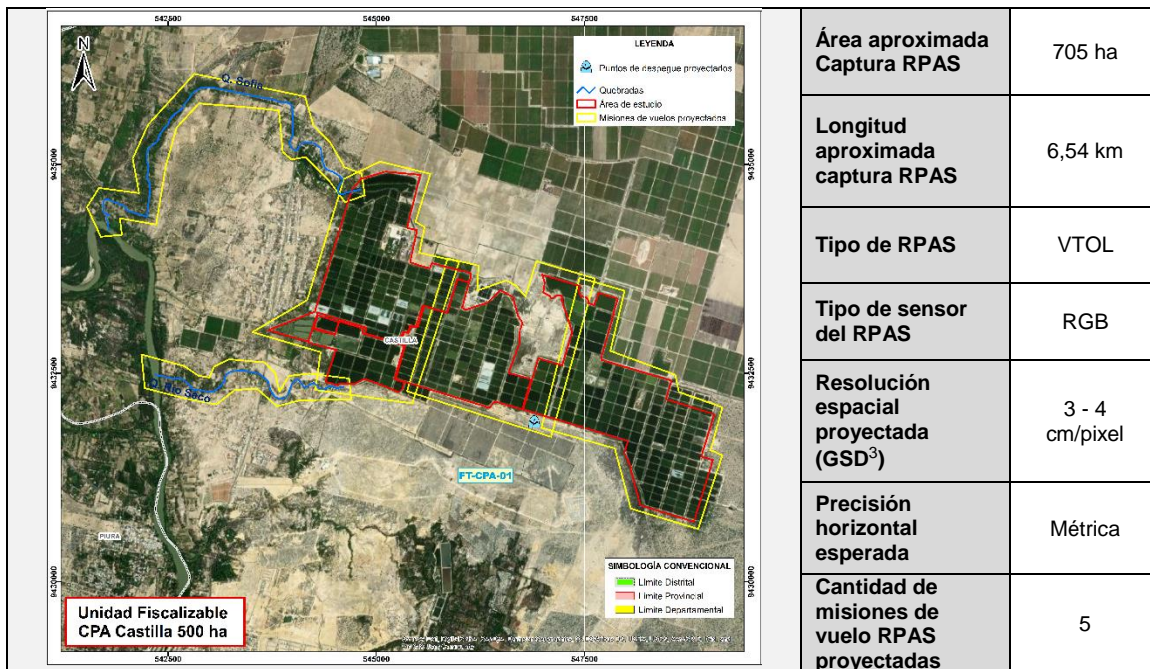 542500 545000 547500
N
LEYENDA
Puntos de despegue proyectados
Quebradas
Área de estucio
Misiones de vuelos proyectados
Q. Sofia
9435000
9435000
CASTILLA
9432500
9432500
Q. Rio Seco
FT-CPA-01
PIURA
9430000
9430000
SIMBOLOGÍA CONVENCIONAL
Límite Distrital
Límite Provincial
Límite Departamental
Unidad Fiscalizable
CPA Castilla 500 ha
542500 545000 547500
Área aproximada
Captura RPAS
705 ha
Longitud
aproximada
captura RPAS
6,54 km
Tipo de RPAS
VTOL
Tipo de sensor
del RPAS
RGB
Resolución
espacial
proyectada
(GSD³)
3 - 4
cm/pixel
Precisión
horizontal
esperada
Métrica
Cantidad de
misiones de
vuelo RPAS
proyectadas
5